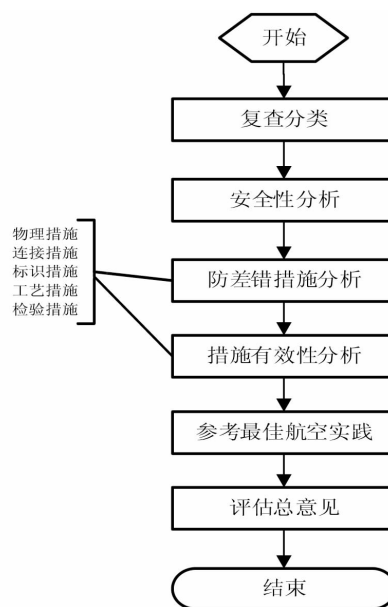 开始
复查分类
安全性分析
物理措施
连接措施
标识措施
工艺措施
检验措施
防差错措施分析
措施有效性分析
参考最佳航空实践
评估总意见
结束